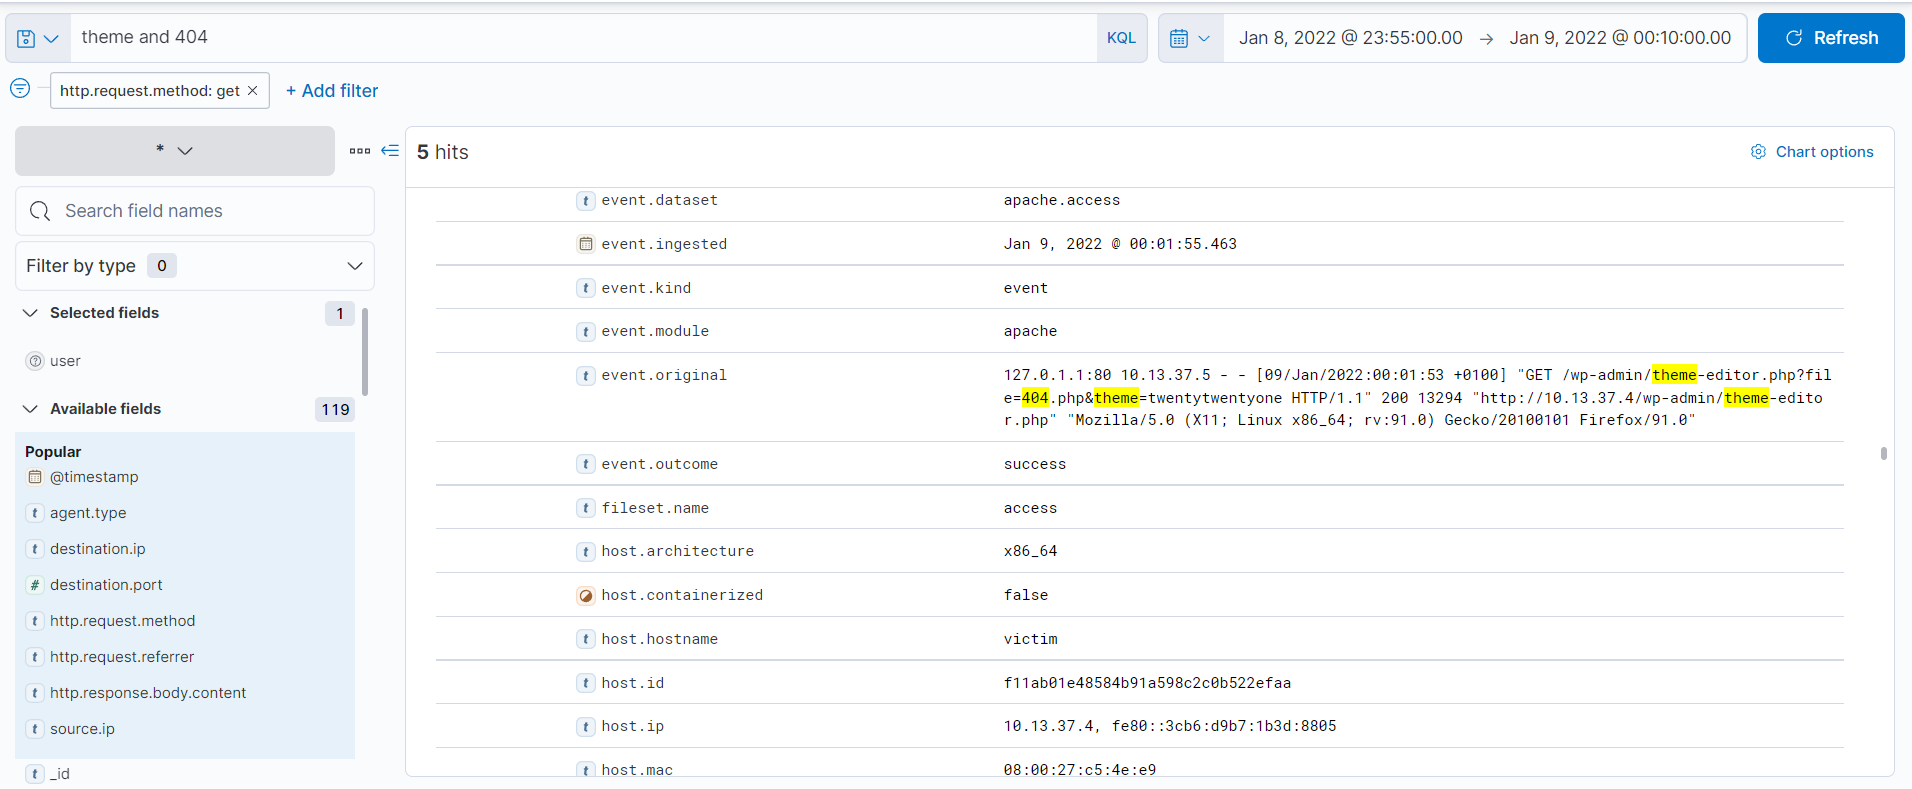 theme and 404
KQL
Jan 8, 2022 @ 23:55:00.00 → Jan 9, 2022 @ 00:10:00.00
Refresh
http.request.method: get ×
+ Add filter
*
5 hits
Chart options
Search field names
Filter by type 0
Selected fields 1
user
Available fields 119
Popular
@timestamp
agent.type
destination.ip
destination.port
http.request.method
http.request.referrer
http.response.body.content
source.ip
_id
event.dataset apache.access
event.ingested Jan 9, 2022 @ 00:01:55.463
event.kind event
event.module apache
event.original 127.0.1.1:80 10.13.37.5 - - [09/Jan/2022:00:01:53 +0100] "GET /wp-admin/theme-editor.php?fil
e=404.php&theme=twentytwentyone HTTP/1.1" 200 13294 "http://10.13.37.4/wp-admin/theme-edito
r.php" "Mozilla/5.0 (X11; Linux x86_64; rv:91.0) Gecko/20100101 Firefox/91.0"
event.outcome success
fileset.name access
host.architecture x86_64
host.containerized false
host.hostname victim
host.id f11ab01e48584b91a598c2c0b522efaa
host.ip 10.13.37.4, fe80::3cb6:d9b7:1b3d:8805
host.mac 08:00:27:c5:4e:e9